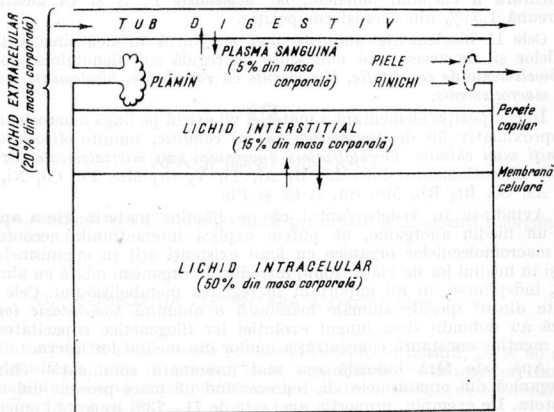 TUB DIGESTIV
PLASMĂ SANGUINĂ
(5% din masa
corporală)
PLĂMÎN
PIELE
RINICHI
LICHID EXTRACELULAR
(20% din masa corporală)
LICHID INTERSTIȚIAL
(15% din masa corporală)
Perete
capilar
Membrană
celulară
LICHID INTRACELULAR
(50% din masa corporală)